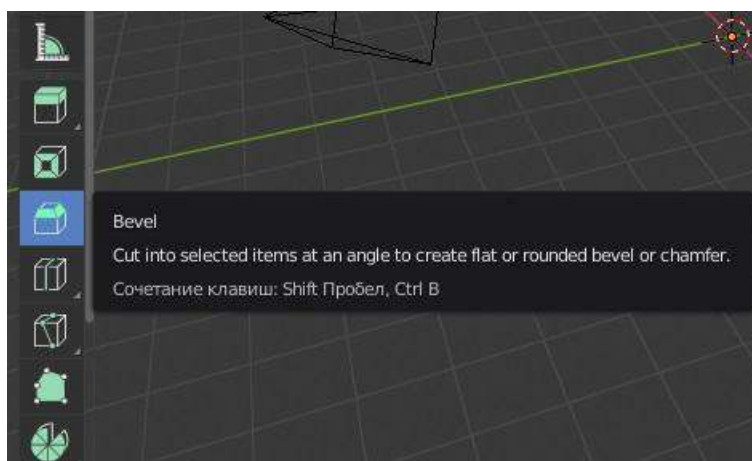 Bevel
Cut into selected items at an angle to create flat or rounded bevel or chamfer.
Сочетание клавиш: Shift Пробел, Ctrl B